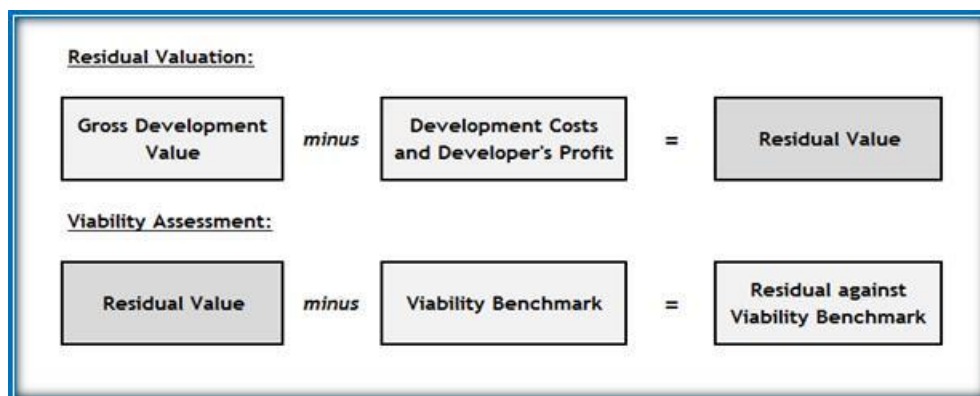 Residual Valuation:
Gross Development
Value
minus
Development Costs
and Developer's Profit
=
Residual Value
Viability Assessment:
Residual Value
minus
Viability Benchmark
=
Residual against
Viability Benchmark